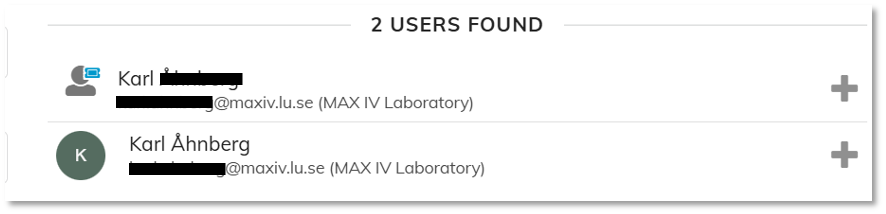 2 USERS FOUND
Karl
@maxiv.lu.se (MAX IV Laboratory)
K
Karl Åhnberg
@maxiv.lu.se (MAX IV Laboratory)